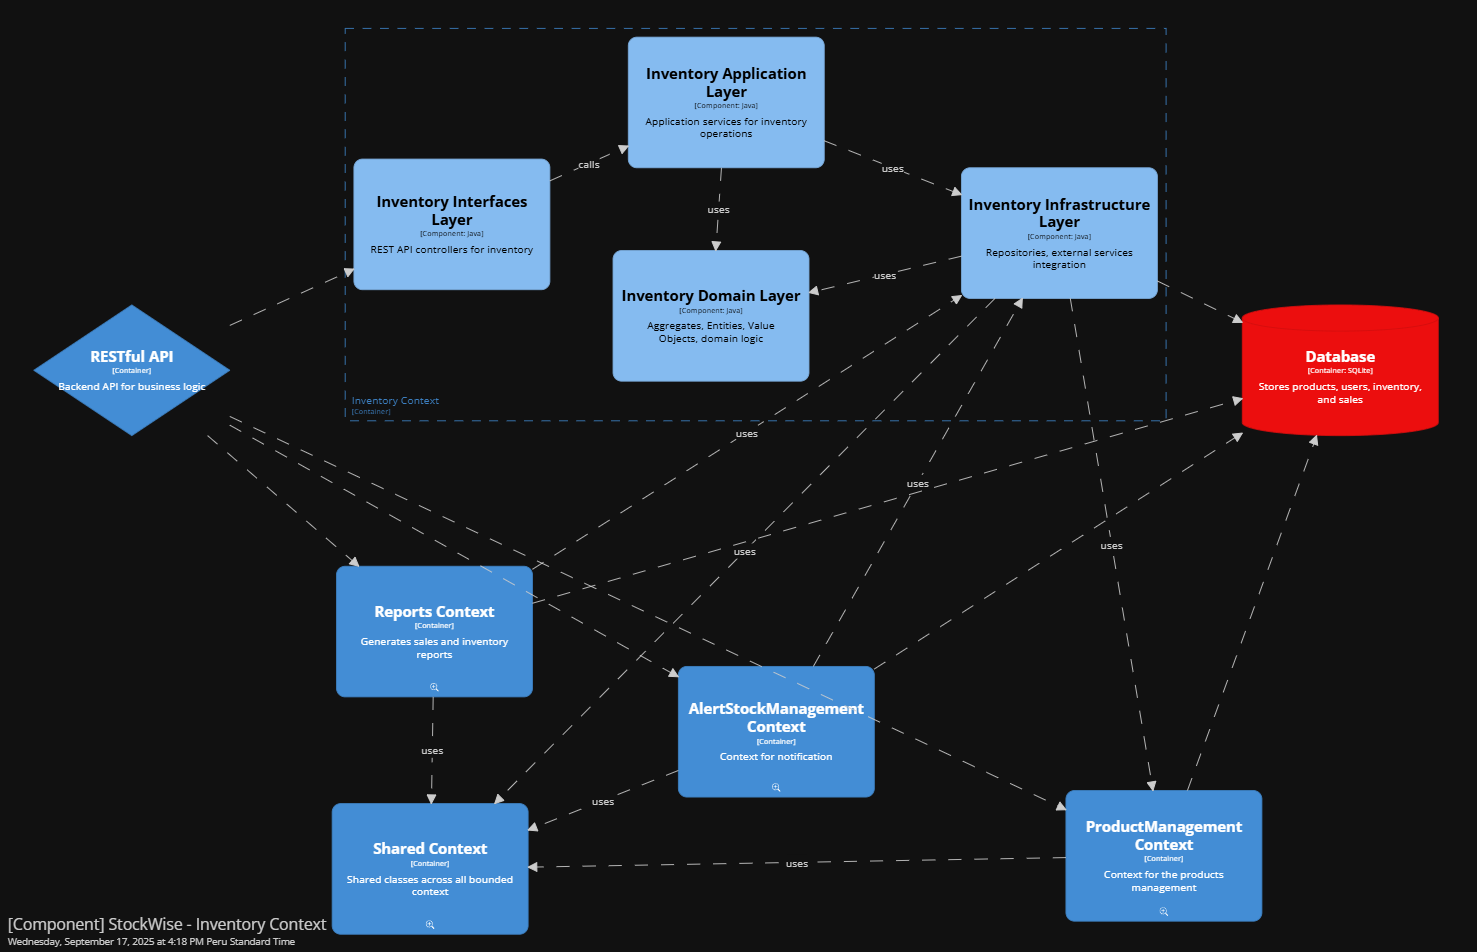 Inventory Application
Layer
[Component: Java]
Application services for inventory
operations
calls
uses
Inventory Interfaces
Layer
[Component: Java]
REST API controllers for inventory
uses
Inventory Infrastructure
Layer
[Component: Java]
Repositories, external services
integration
uses
Inventory Domain Layer
[Component: Java]
Aggregates, Entities, Value
Objects, domain logic
RESTful API
[Container]
Backend API for business logic
Database
[Container: SQLite]
Stores products, users, inventory,
and sales
Inventory Context
[Container]
uses
uses
uses
uses
Reports Context
[Container]
Generates sales and inventory
reports
AlertStockManagement
Context
[Container]
Context for notification
uses
uses
uses
Shared Context
[Container]
Shared classes across all bounded
context
ProductManagement
Context
[Container]
Context for the products
management
[Component] StockWise - Inventory Context
Wednesday, September 17, 2025 at 4:18 PM Peru Standard Time